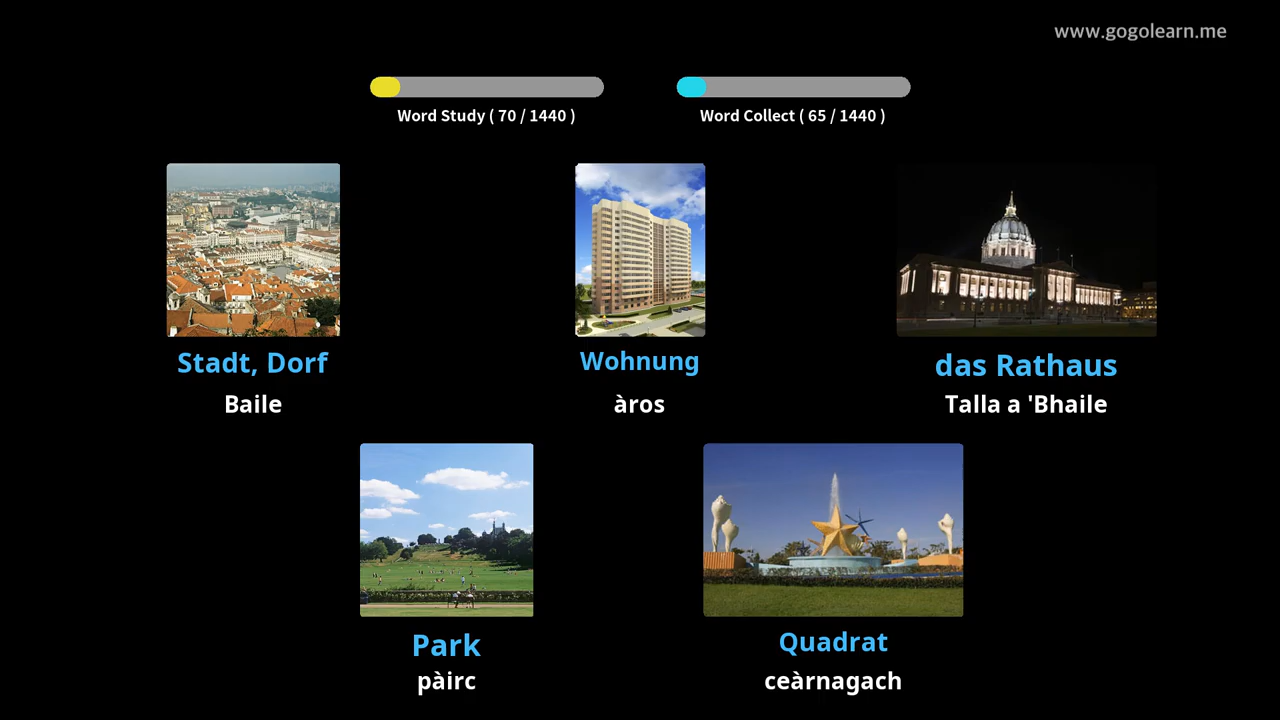 www.gogolearn.me
Word Study ( 70 / 1440 )
Word Collect ( 65 / 1440 )
Stadt, Dorf
Baile
Wohnung
àros
das Rathaus
Talla a 'Bhaile
Park
pàirc
Quadrat
ceàrnagach